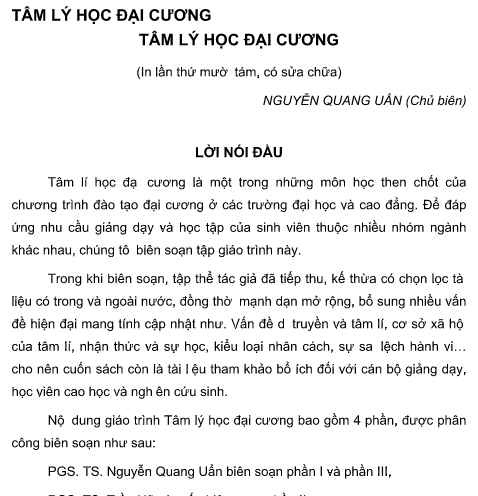 TÂM LÝ HỌC ĐẠI CƯƠNG
TÂM LÝ HỌC ĐẠI CƯƠNG
(In lần thứ mườ tám, có sửa chữa)
NGUYỄN QUANG UẨN (Chủ biên)
LỜI NÓI ĐẦU
Tâm lí học đạ cương là một trong những môn học then chốt của
chương trình đào tạo đại cương ở các trường đại học và cao đẳng. Để đáp
ứng nhu cầu giảng dạy và học tập của sinh viên thuộc nhiều nhóm ngành
khác nhau, chúng tô biên soạn tập giáo trình này.
Trong khi biên soạn, tập thể tác giả đã tiếp thu, kế thừa có chọn lọc tà
liệu có trong và ngoài nước, đồng thờ mạnh dạn mở rộng, bổ sung nhiều vấn
đề hiện đại mang tính cập nhật như. Vấn đề d truyền và tâm lí, cơ sở xã hộ
của tâm lí, nhận thức và sự học, kiểu loại nhân cách, sự sa lệch hành vi...
cho nên cuốn sách còn là tài l ệu tham khảo bổ ích đối với cán bộ giảng dạy,
học viên cao học và ngh ên cứu sinh.
Nộ dung giáo trình Tâm lý học đại cương bao gồm 4 phần, được phân
công biên soạn như sau:
PGS. TS. Nguyễn Quang Uẩn biên soạn phần I và phần III,